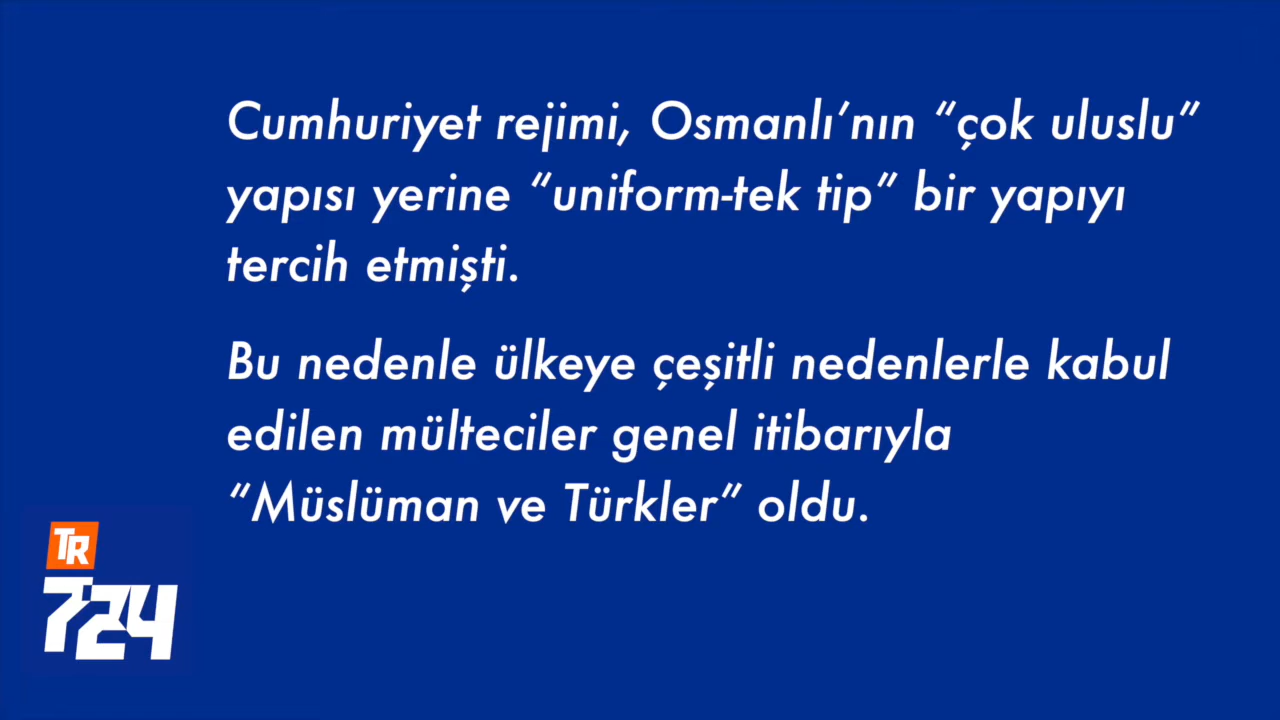 Cumhuriyet rejimi, Osmanlı’nın “çok uluslu”
yapısı yerine “uniform-tek tip” bir yapıyı
tercih etmişti.
Bu nedenle ülkeye çeşitli nedenlerle kabul
edilen mülteciler genel itibarıyla
“Müslüman ve Türkler” oldu.
TR
724